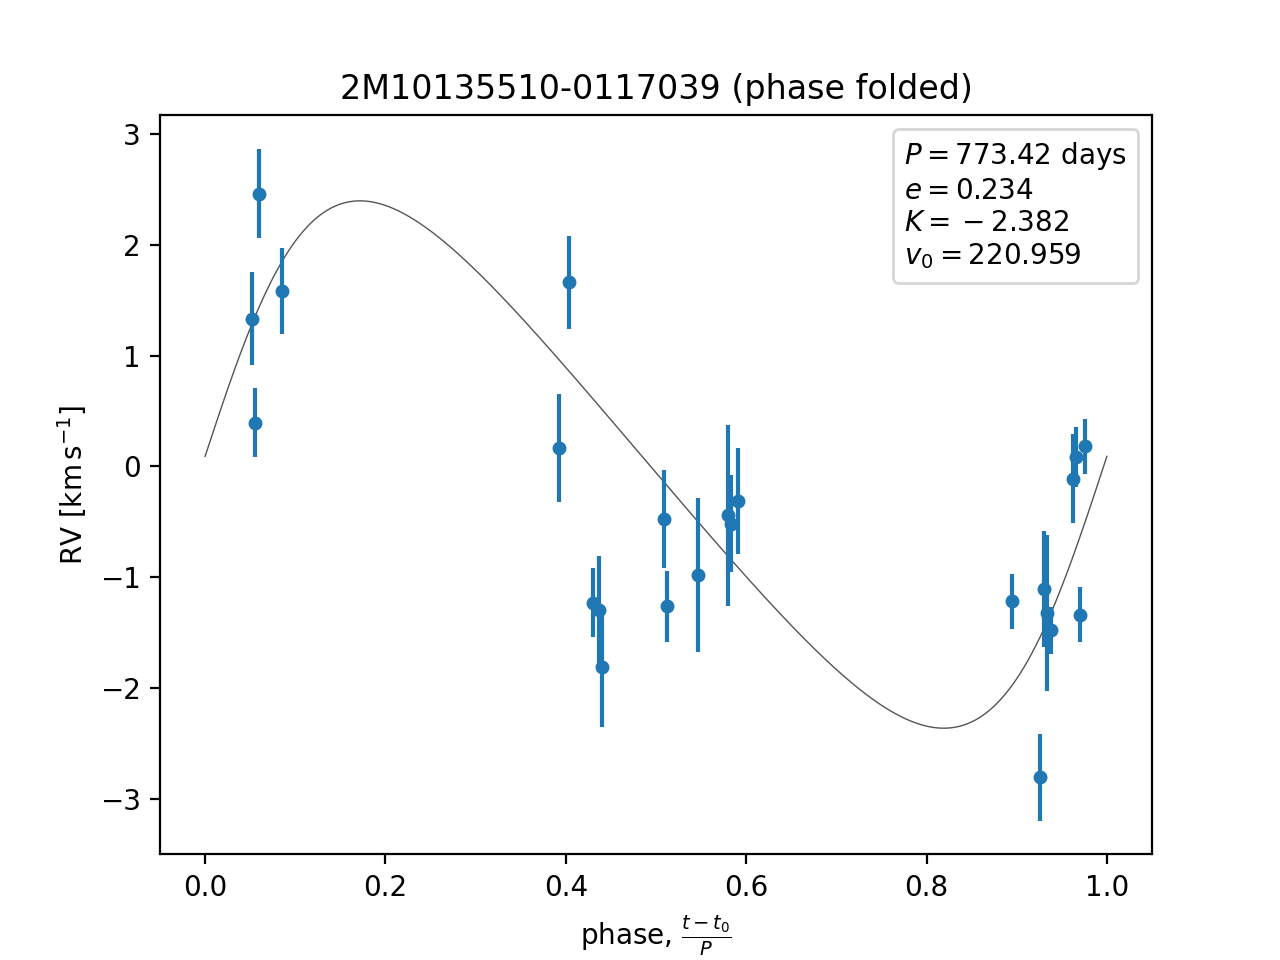 2M10135510-0117039 (phase folded)
P = 773.42 days
e = 0.234
K = −2.382
v₀ = 220.959
3
2
1
0
−1
−2
−3
RV [km s⁻¹]
0.0 0.2 0.4 0.6 0.8 1.0
phase, (t − t₀)/P